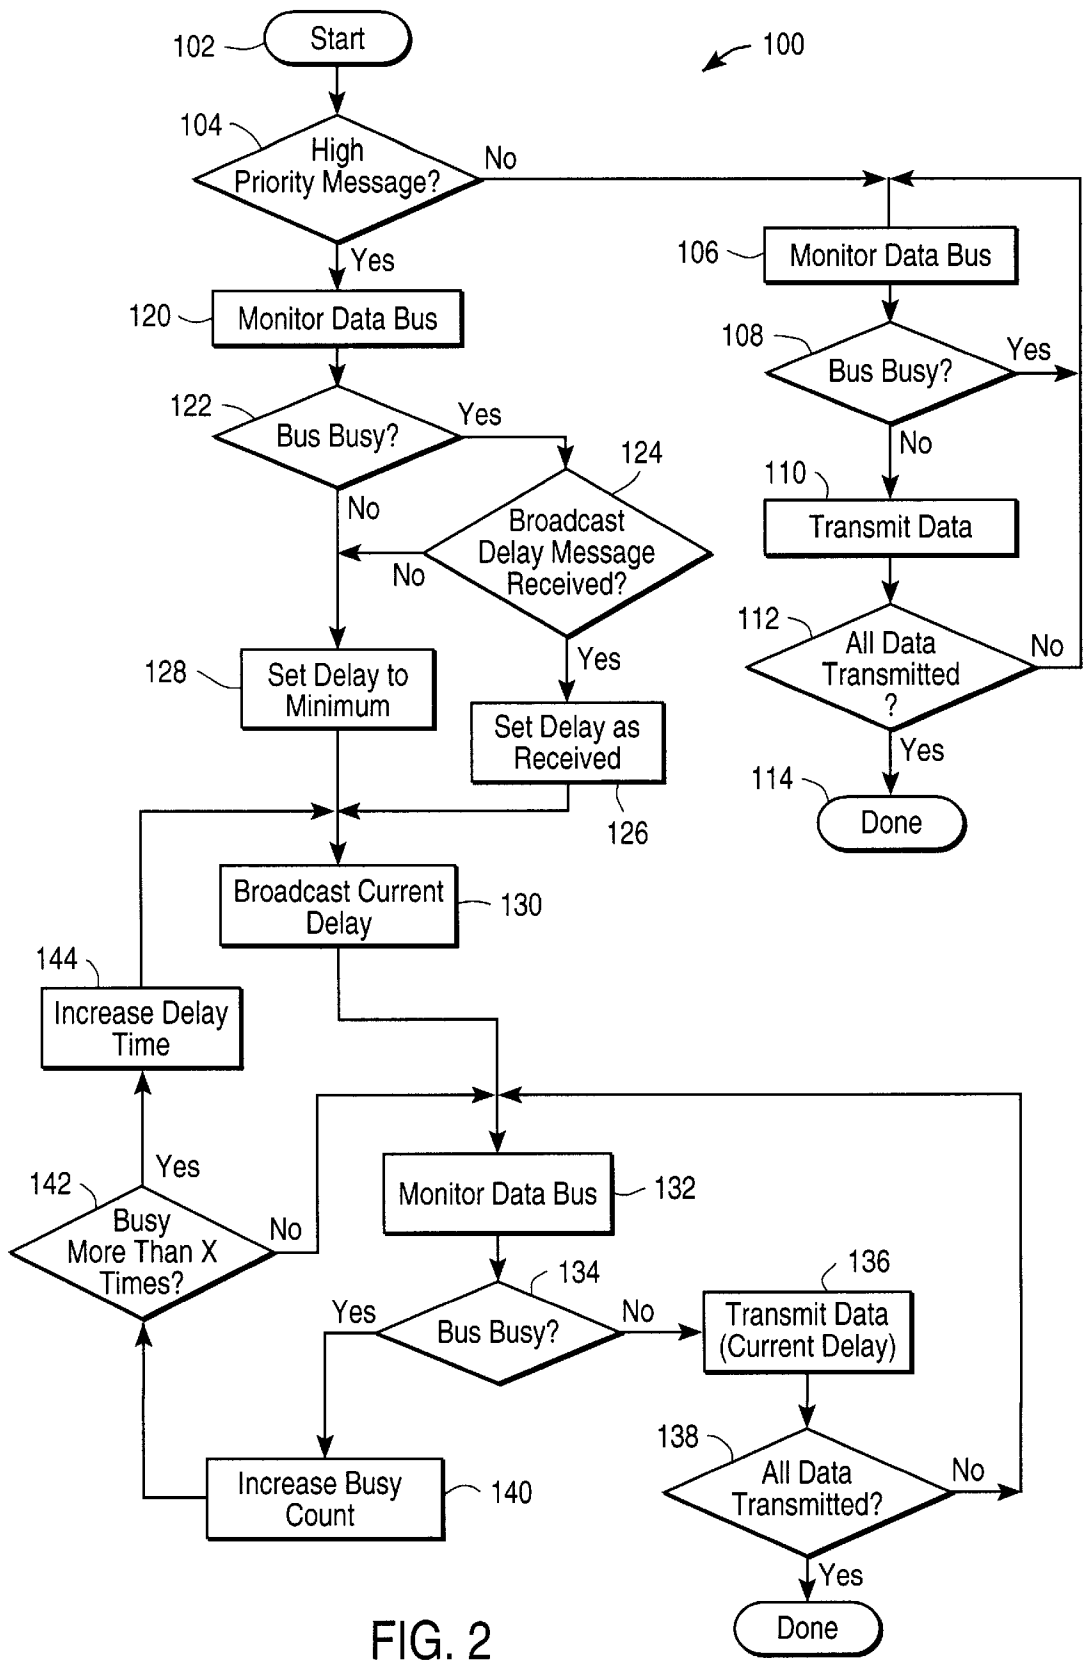 102
Start
100
104
High
Priority Message?
No
Yes
106
Monitor Data Bus
120
Monitor Data Bus
108
Bus Busy?
Yes
No
122
Bus Busy?
Yes
No
124
Broadcast
Delay Message
Received?
No
Yes
110
Transmit Data
112
All Data
Transmitted
?
No
Yes
128
Set Delay to
Minimum
Set Delay as
Received
126
114
Done
Broadcast Current
Delay
130
144
Increase Delay
Time
Yes
142
Busy
More Than X
Times?
No
Monitor Data Bus
132
134
Bus Busy?
Yes
No
136
Transmit Data
(Current Delay)
138
All Data
Transmitted?
No
Yes
Increase Busy
Count
140
Done
FIG. 2